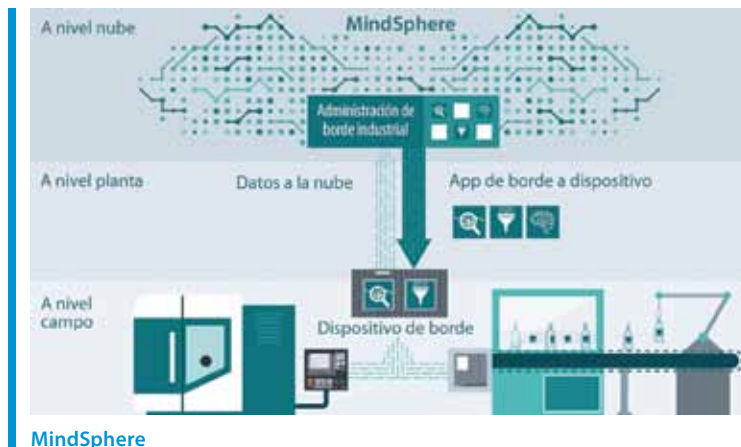 A nivel nube
MindSphere
Administración de
borde industrial
A nivel planta
Datos a la nube
App de borde a dispositivo
A nivel
campo
Dispositivo de borde
MindSphere